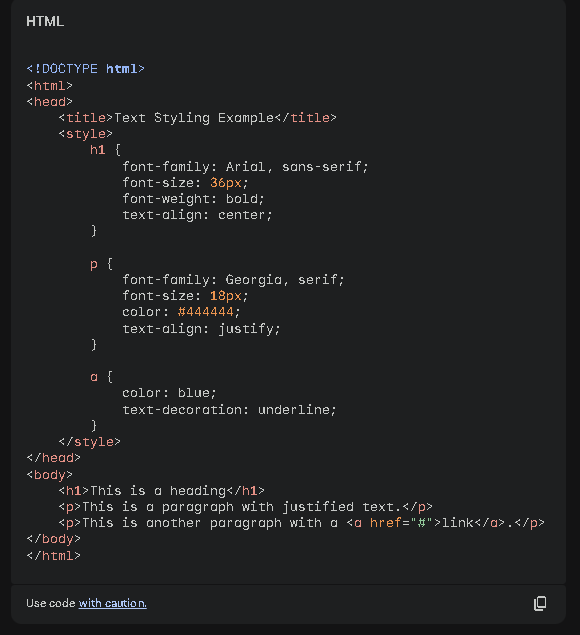 HTML
<!DOCTYPE html>
<html>
<head>
    <title>Text Styling Example</title>
    <style>
        h1 {
            font-family: Arial, sans-serif;
            font-size: 36px;
            font-weight: bold;
            text-align: center;
        }

        p {
            font-family: Georgia, serif;
            font-size: 18px;
            color: #444444;
            text-align: justify;
        }

        a {
            color: blue;
            text-decoration: underline;
        }
    </style>
</head>
<body>
    <h1>This is a heading</h1>
    <p>This is a paragraph with justified text.</p>
    <p>This is another paragraph with a <a href="#">link</a>.</p>
</body>
</html>
Use code with caution.